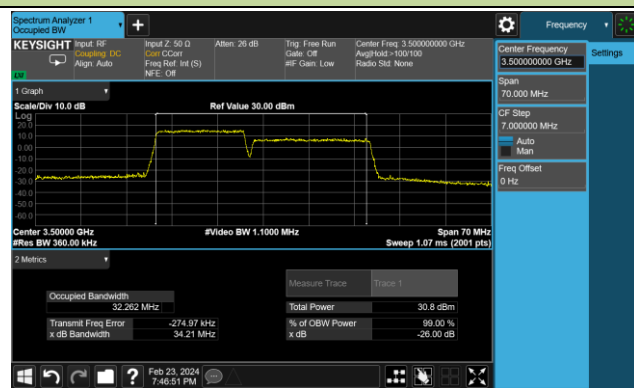 Spectrum Analyzer 1
Occupied BW
Frequency
KEYSIGHT
Input: RF
Coupling: DC
Align: Auto
Input Z: 50 Ω
Corr CCorr
Freq Ref: Int (S)
NFE: Off
Atten: 26 dB
Trig: Free Run
Gate: Off
#IF Gain: Low
Center Freq: 3.500000000 GHz
Avg|Hold:>100/100
Radio Std: None
Center Frequency
3.500000000 GHz
Settings
Span
70.000 MHz
CF Step
7.000000 MHz
Auto
Man
Freq Offset
0 Hz
1 Graph
Scale/Div 10.0 dB
Ref Value 30.00 dBm
Log
20.0
10.0
0.00
-10.0
-20.0
-30.0
-40.0
-50.0
-60.0
Center 3.50000 GHz
#Video BW 1.1000 MHz
Span 70 MHz
#Res BW 360.00 kHz
Sweep 1.07 ms (2001 pts)
2 Metrics
Measure Trace
Trace 1
Occupied Bandwidth
32.262 MHz
Total Power
30.8 dBm
Transmit Freq Error
-274.97 kHz
% of OBW Power
99.00 %
x dB Bandwidth
34.21 MHz
x dB
-26.00 dB
Feb 23, 2024
7:46:51 PM